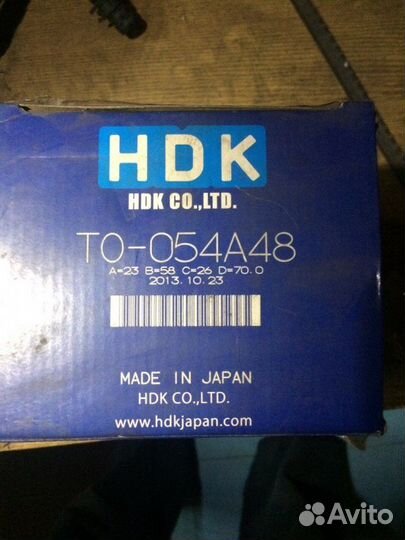 HDK
HDK CO.,LTD.
TO-054A48
A=23 B=58 C=26 D=70.0
2013.10.23
MADE IN JAPAN
HDK CO.,LTD.
www.hdkjapan.com
Avito